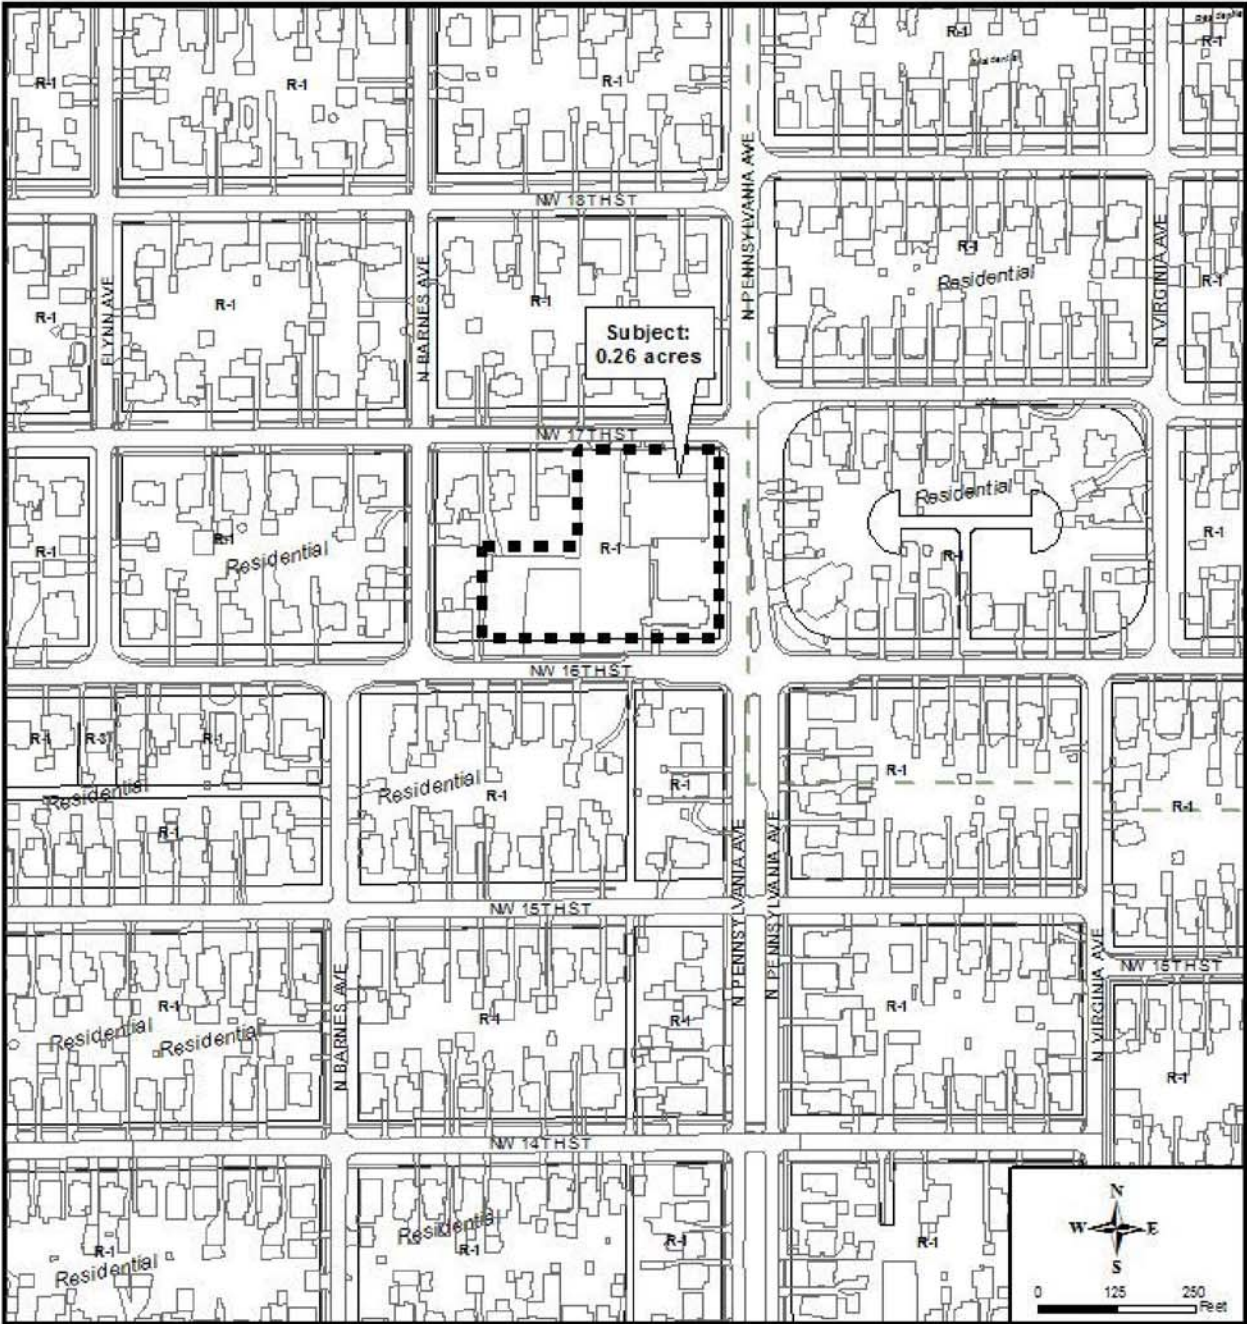 R-1
Residential
R-1
R-1
R-1
R-1
NW 18TH ST
N PENNSYLVANIA AVE
N VIRGINIA AVE
R-1
Residential
R-1
FLYNN AVE
N BARNES AVE
R-1
R-1
R-1
Subject:
0.26 acres
NW 17TH ST
Residential
R-1
R-1
R-1
Residential
R-1
R-1
R-1
NW 16TH ST
R-1
R-1
Residential
R-1
Residential
R-1
R-1
R-1
R-1
R-1
N PENNSYLVANIA AVE
N PENNSYLVANIA AVE
NW 15TH ST
N BARNES AVE
N VIRGINIA AVE
NW 15TH ST
R-1
Residential
Residential
R-1
R-1
R-1
R-1
NW 14TH ST
Residential
R-1
R-1
R-1
R-1
Residential
N
W
E
S
0
125
250
Feet